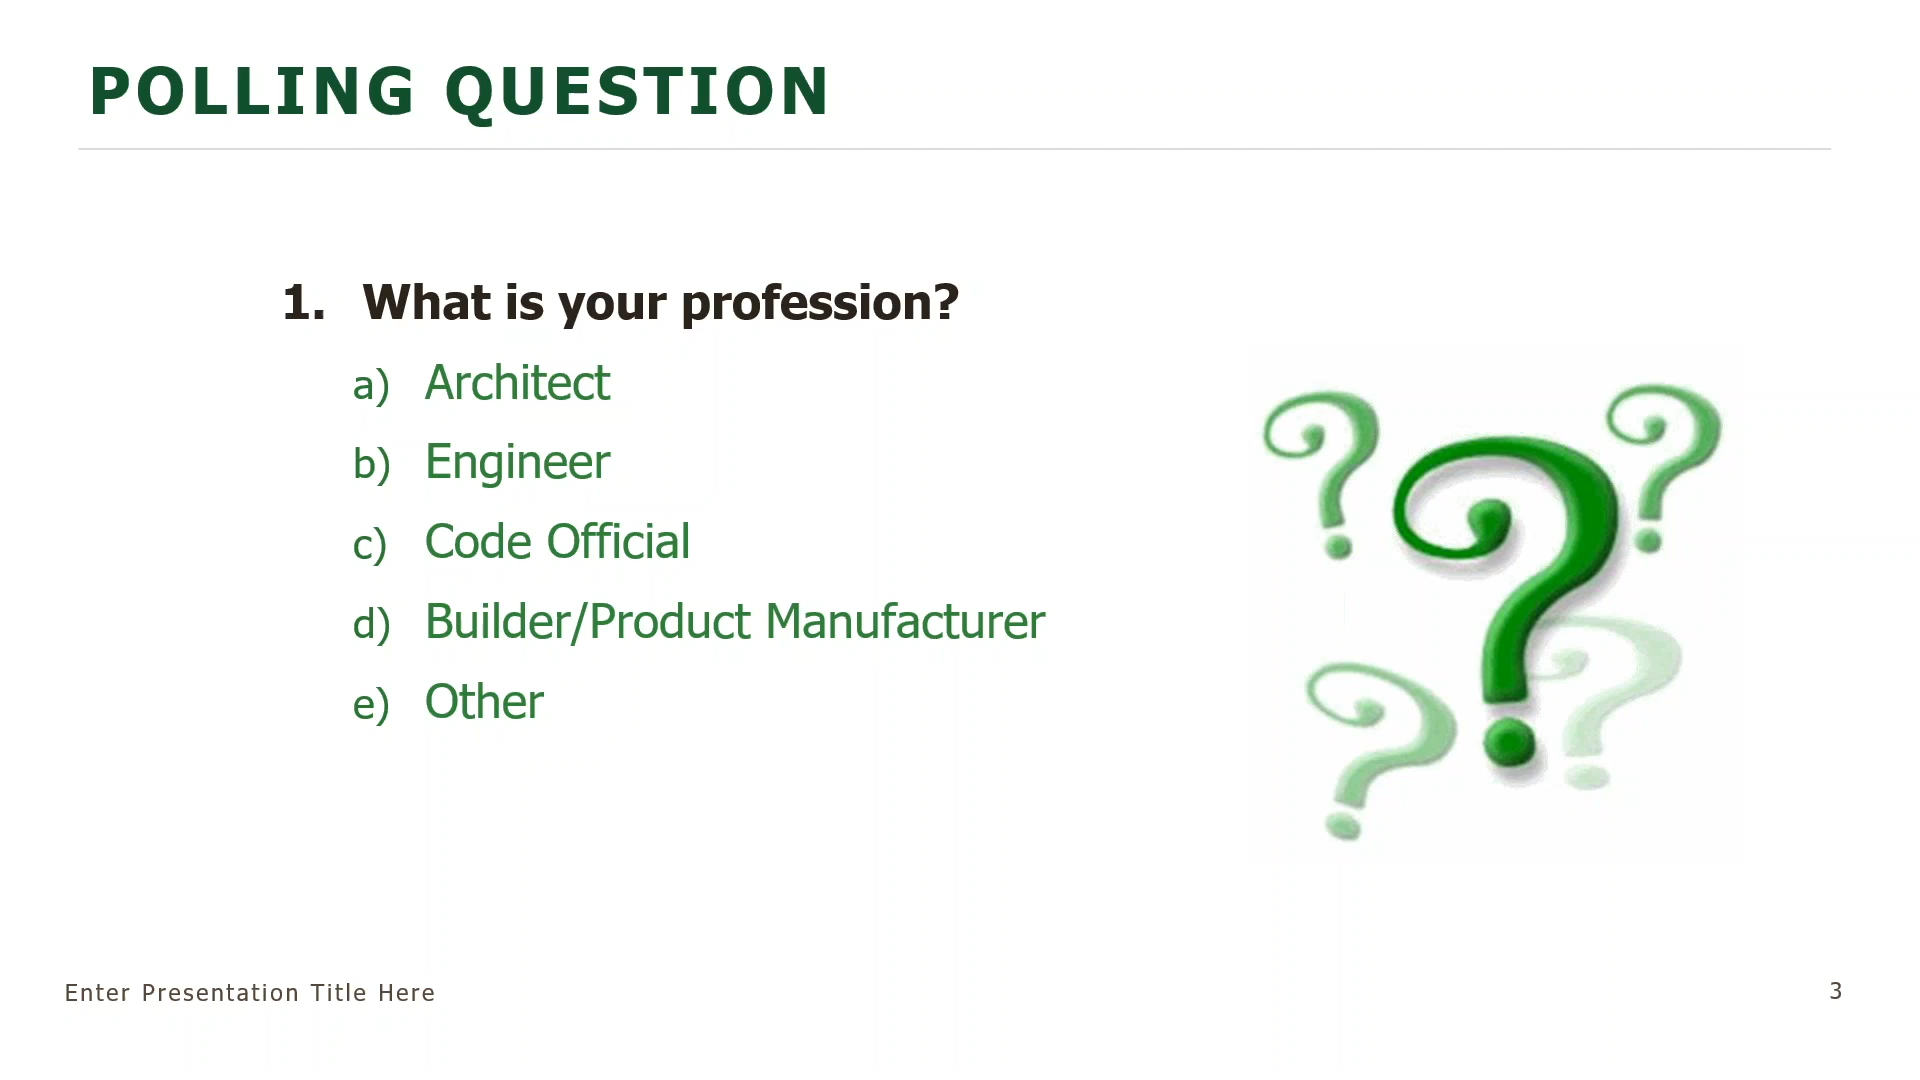 POLLING QUESTION
1. What is your profession?
a) Architect
b) Engineer
c) Code Official
d) Builder/Product Manufacturer
e) Other
Enter Presentation Title Here
3